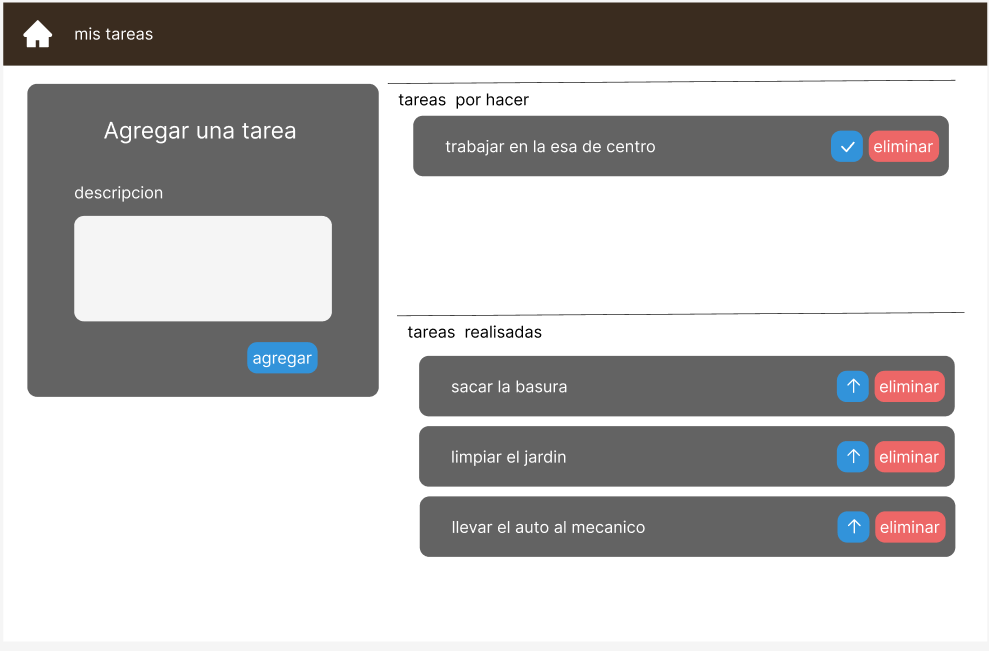 mis tareas
Agregar una tarea
descripcion
agregar
tareas por hacer
trabajar en la esa de centro
eliminar
tareas realisadas
sacar la basura
eliminar
limpiar el jardin
eliminar
llevar el auto al mecanico
eliminar